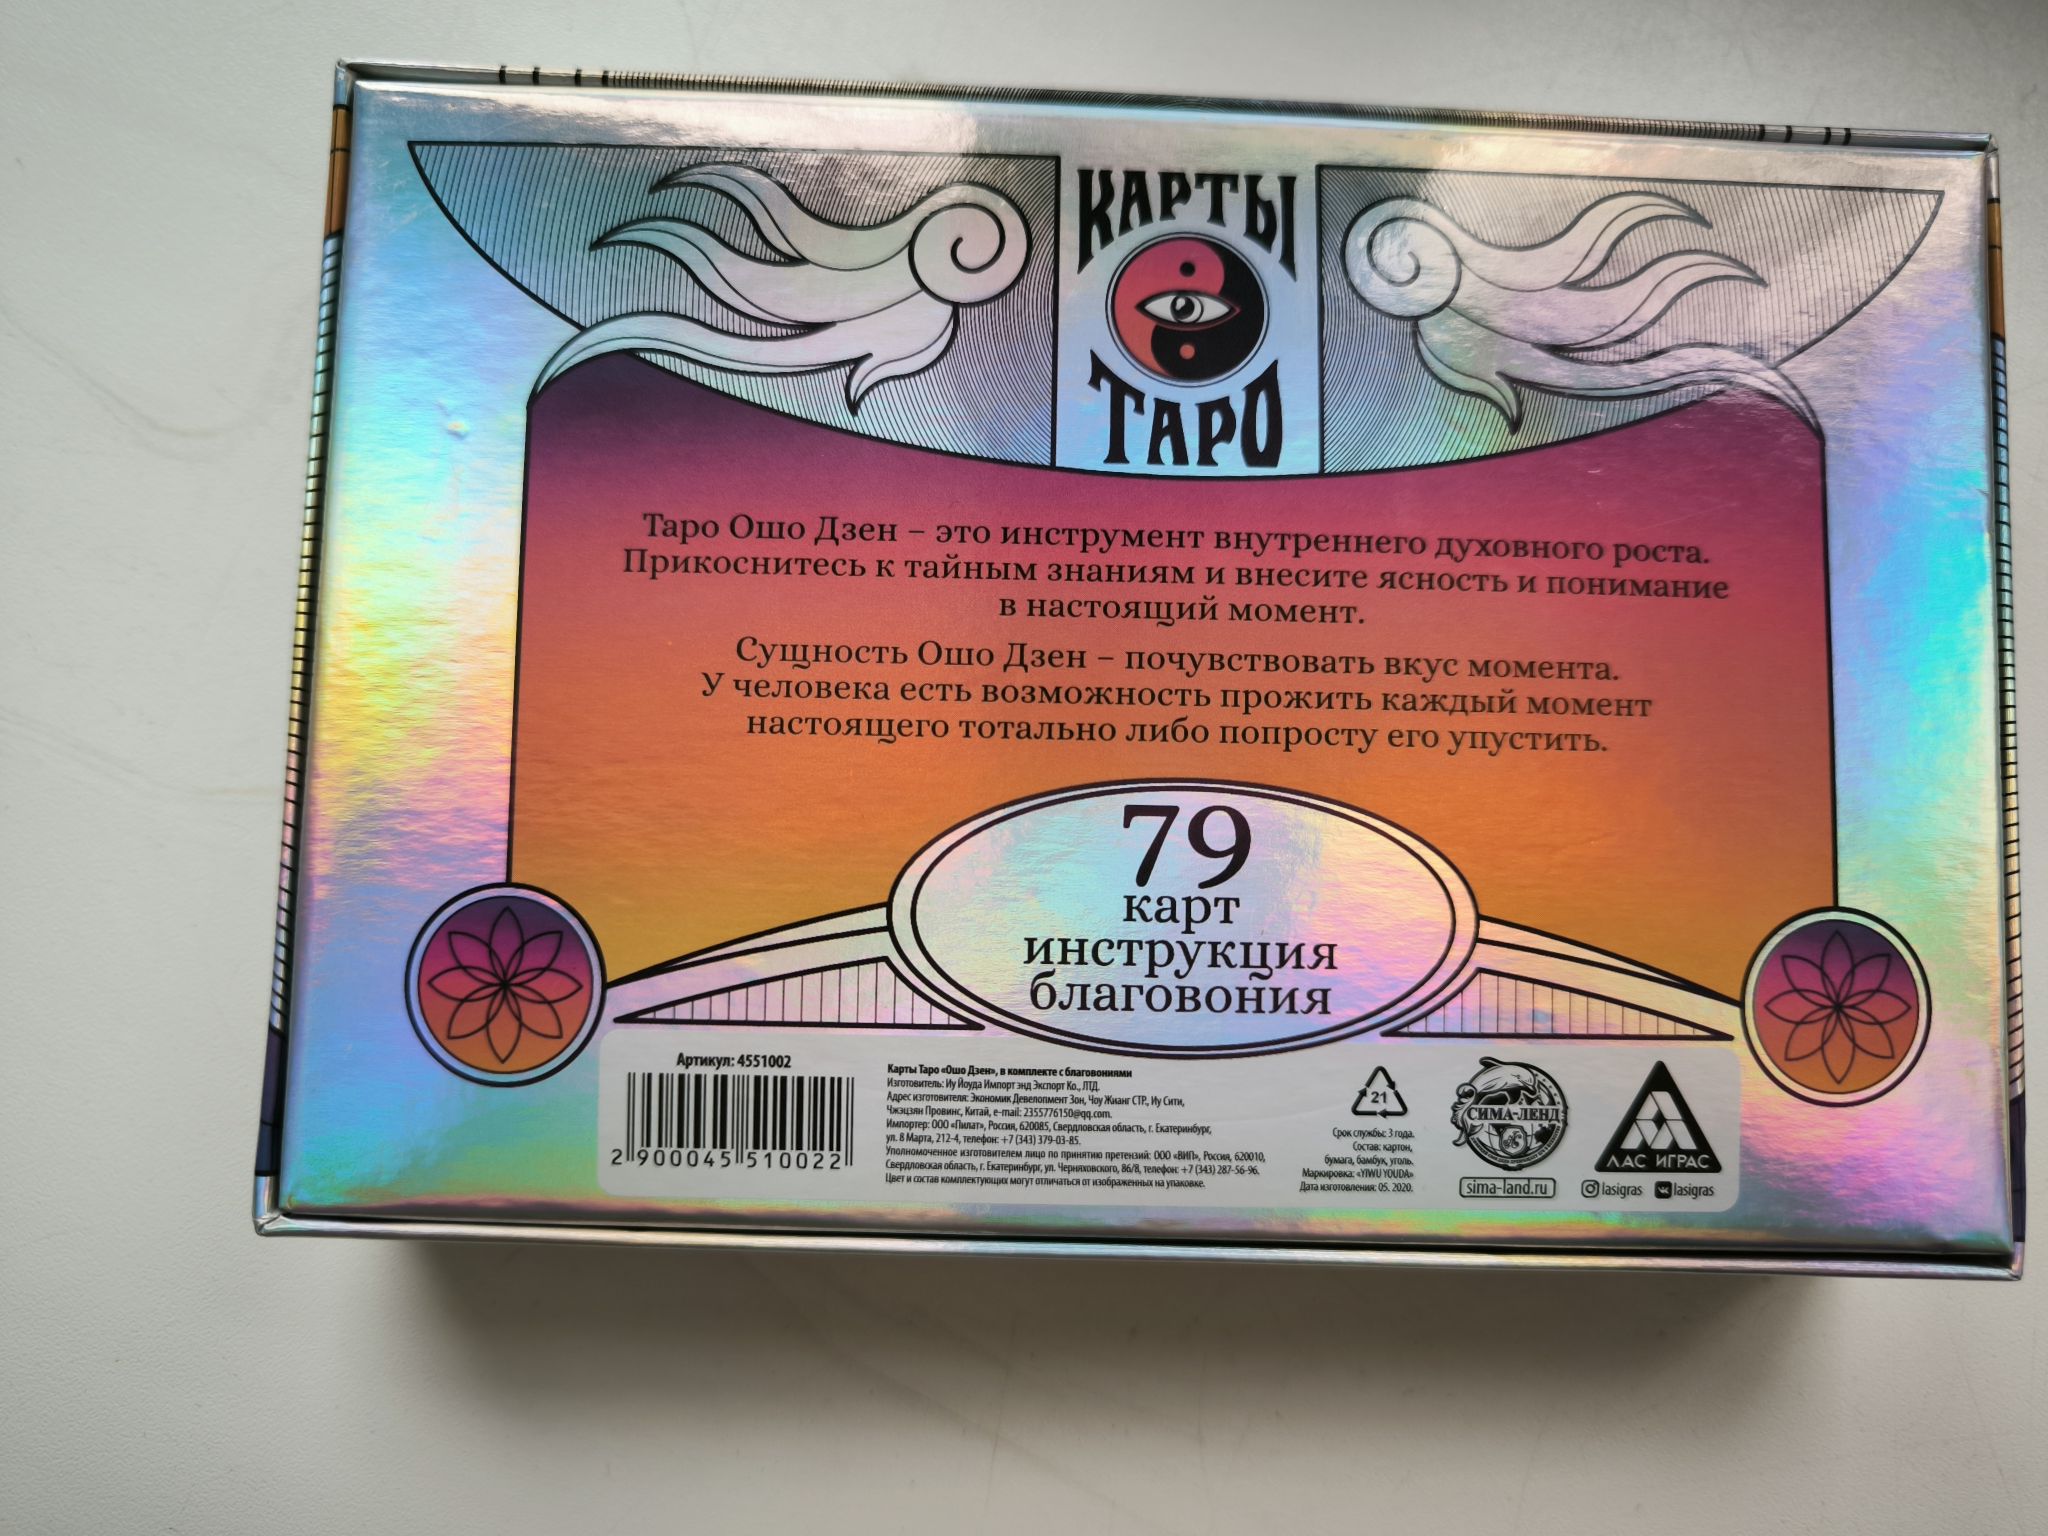 КАРТЫ
ТАРО
Таро Ошо Дзен – это инструмент внутреннего духовного роста.
Прикоснитесь к тайным знаниям и внесите ясность и понимание
в настоящий момент.
Сущность Ошо Дзен – почувствовать вкус момента.
У человека есть возможность прожить каждый момент
настоящего тотально либо попросту его упустить.
79
карт
инструкция
благовония
Артикул: 4551002
2 900045 510022
Карты Таро «Ошо Дзен», в комплекте с благовониями
Изготовитель: Иу Йоуда Импорт энд Экспорт Ко., ЛТД.
Адрес изготовителя: Экономик Девелопмент Зон, Чоу Жианг СТР., Иу Сити,
Чжэцзян Провинс, Китай, e-mail: 2355776150@qq.com.
Импортер: ООО «Пилат», Россия, 620085, Свердловская область, г. Екатеринбург,
ул. 8 Марта, 212-4, телефон: +7 (343) 379-03-85.
Уполномоченное изготовителем лицо по принятию претензий: ООО «ВИП», Россия, 620010,
Свердловская область, г. Екатеринбург, ул. Черняховского, 86/8, телефон: +7 (343) 287-56-96.
Цвет и состав комплектующих могут отличаться от изображенных на упаковке.
21
Срок службы: 3 года.
Состав: картон,
бумага, бамбук, уголь.
Маркировка: «YIWU YOUDA»
Дата изготовления: 05. 2020.
СИМА-ЛЕНД
sima-land.ru
ЛАС ИГРАС
lasigras lasigras